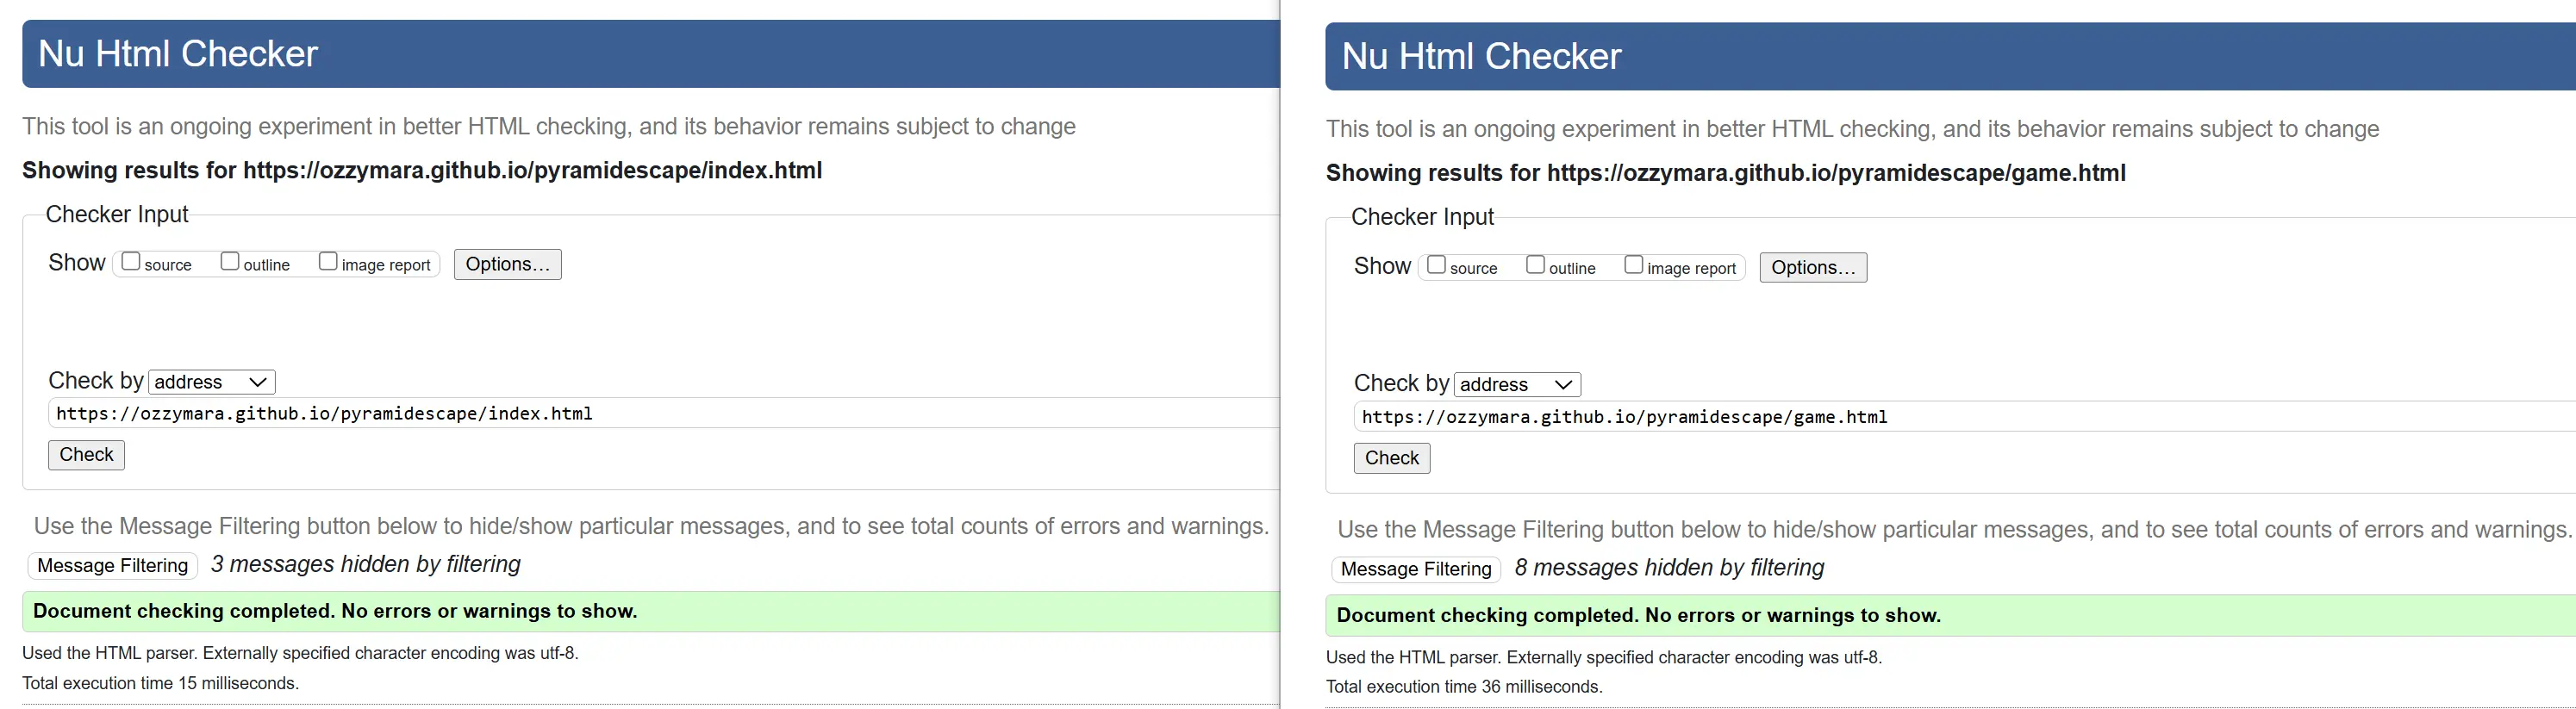 Nu Html Checker
This tool is an ongoing experiment in better HTML checking, and its behavior remains subject to change
Showing results for https://ozzymara.github.io/pyramidescape/index.html
Checker Input
Show source outline image report Options...
Check by address
https://ozzymara.github.io/pyramidescape/index.html
Check
Use the Message Filtering button below to hide/show particular messages, and to see total counts of errors and warnings.
Message Filtering 3 messages hidden by filtering
Document checking completed. No errors or warnings to show.
Used the HTML parser. Externally specified character encoding was utf-8.
Total execution time 15 milliseconds.
Nu Html Checker
This tool is an ongoing experiment in better HTML checking, and its behavior remains subject to change
Showing results for https://ozzymara.github.io/pyramidescape/game.html
Checker Input
Show source outline image report Options...
Check by address
https://ozzymara.github.io/pyramidescape/game.html
Check
Use the Message Filtering button below to hide/show particular messages, and to see total counts of errors and warnings.
Message Filtering 8 messages hidden by filtering
Document checking completed. No errors or warnings to show.
Used the HTML parser. Externally specified character encoding was utf-8.
Total execution time 36 milliseconds.